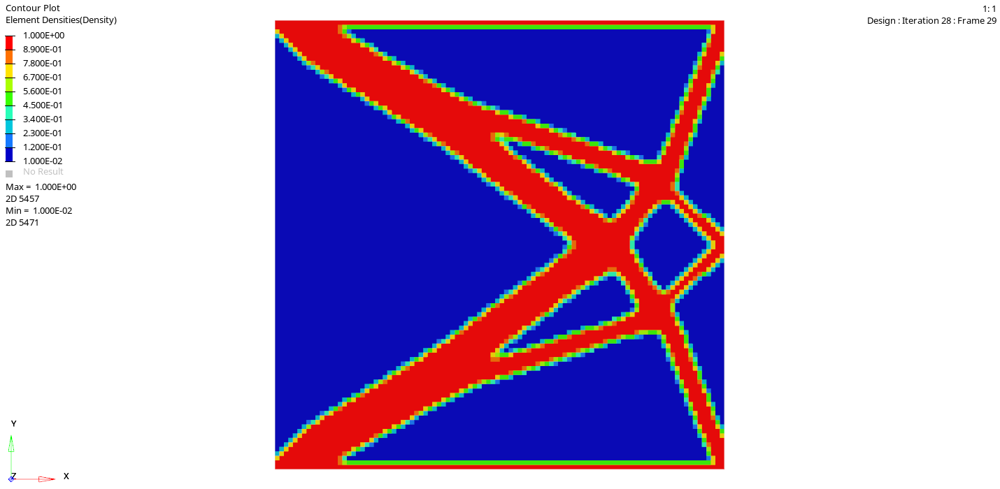 Contour Plot
Element Densities(Density)
1.000E+00
8.900E-01
7.800E-01
6.700E-01
5.600E-01
4.500E-01
3.400E-01
2.300E-01
1.200E-01
1.000E-02
No Result
Max = 1.000E+00
2D 5457
Min = 1.000E-02
2D 5471
1: 1
Design : Iteration 28 : Frame 29
Y
Z
X